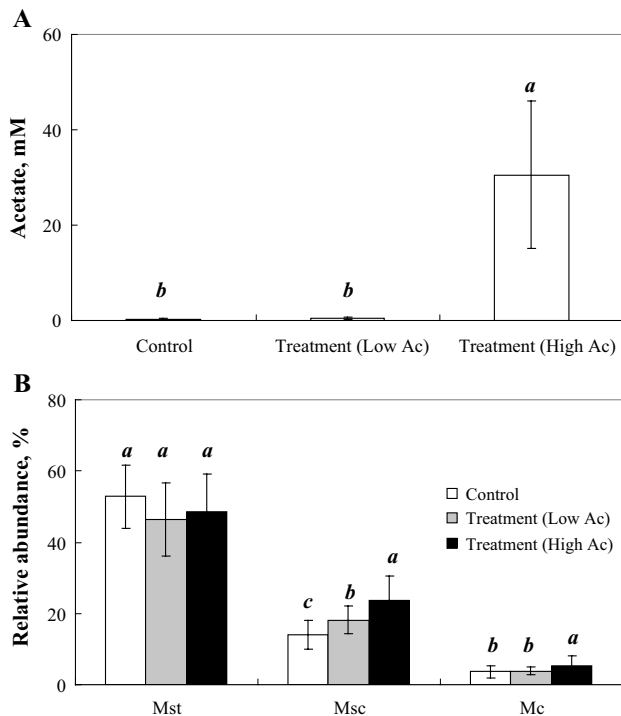 A
Acetate, mM
60
a
40
20
b
b
0
Control
Treatment (Low Ac)
Treatment (High Ac)
B
Relative abundance, %
80
a
a
a
60
Control
Treatment (Low Ac)
Treatment (High Ac)
40
a
b
c
20
b
b
a
0
Mst
Msc
Mc